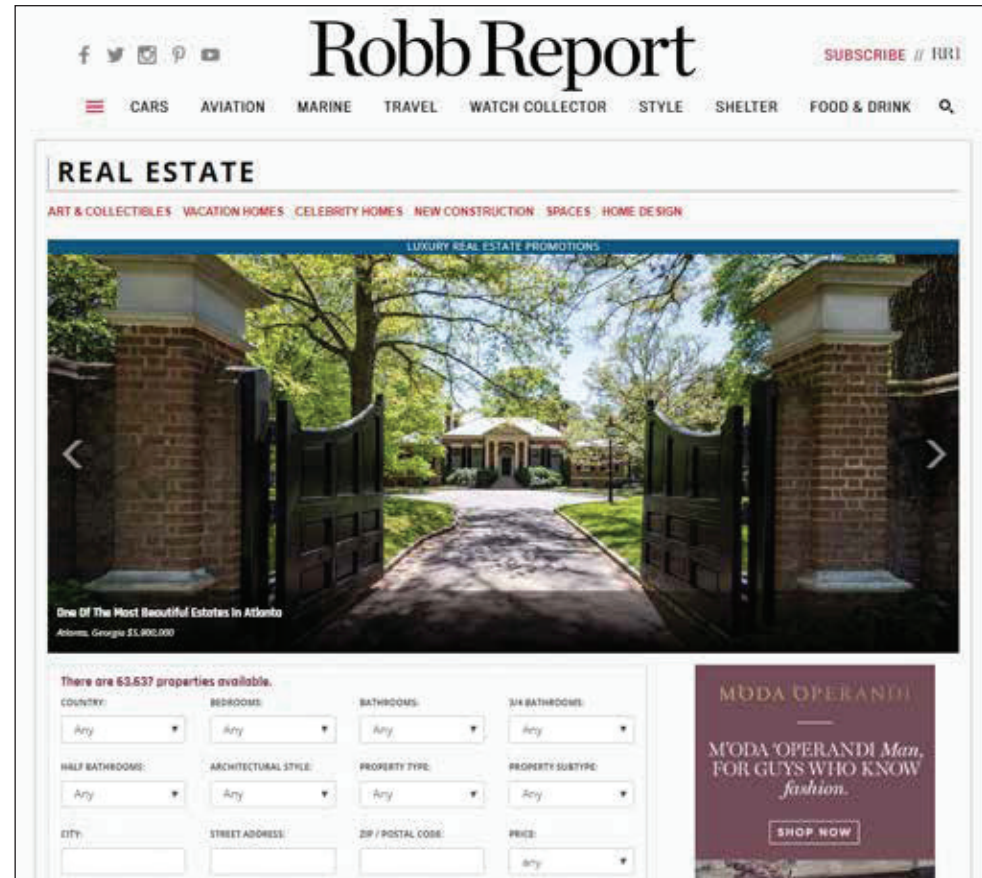 Robb Report
SUBSCRIBE // RR1
CARS AVIATION MARINE TRAVEL WATCH COLLECTOR STYLE SHELTER FOOD & DRINK
REAL ESTATE
ART & COLLECTIBLES VACATION HOMES CELEBRITY HOMES NEW CONSTRUCTION SPACES HOME DESIGN
LUXURY REAL ESTATE PROMOTIONS
One Of The Most Beautiful Estates in Atlanta
Atlanta, Georgia $5,900,000
There are 63,637 properties available.
COUNTRY: BEDROOMS: BATHROOMS: 3/4 BATHROOMS:
Any Any Any Any
HALF BATHROOMS: ARCHITECTURAL STYLE: PROPERTY TYPE: PROPERTY SUBTYPE:
Any Any Any Any
CITY: STREET ADDRESS: ZIP / POSTAL CODE: PRICE:
any
MODA OPERANDI
M'ODA 'OPERANDI Man,
FOR GUYS WHO KNOW
fashion.
SHOP NOW